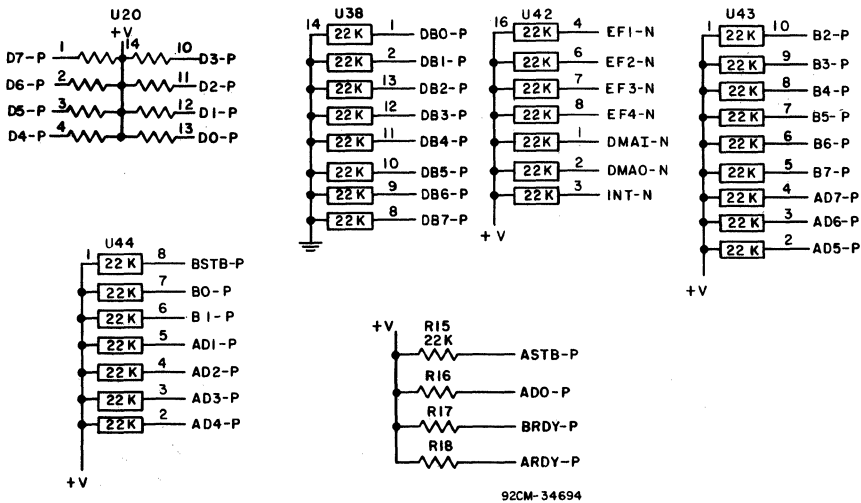 U20
+V
D7-P 1 14 10 D3-P
D6-P 2 11 D2-P
D5-P 3 12 D1-P
D4-P 4 13 D0-P
U38
14 22K 1 DB0-P
22K 2 DB1-P
22K 13 DB2-P
22K 12 DB3-P
22K 11 DB4-P
22K 10 DB5-P
22K 9 DB6-P
22K 8 DB7-P
U42
16 22K 4 EF1-N
22K 6 EF2-N
22K 7 EF3-N
22K 8 EF4-N
22K 1 DMAI-N
22K 2 DMAO-N
22K 3 INT-N
+V
U43
1 22K 10 B2-P
22K 9 B3-P
22K 8 B4-P
22K 7 B5-P
22K 6 B6-P
22K 5 B7-P
22K 4 AD7-P
22K 3 AD6-P
22K 2 AD5-P
+V
U44
1 22K 8 BSTB-P
22K 7 B0-P
22K 6 B1-P
22K 5 AD1-P
22K 4 AD2-P
22K 3 AD3-P
22K 2 AD4-P
+V
+V R15
22K
ASTB-P
R16
AD0-P
R17
BRDY-P
R18
ARDY-P
92CM-34694